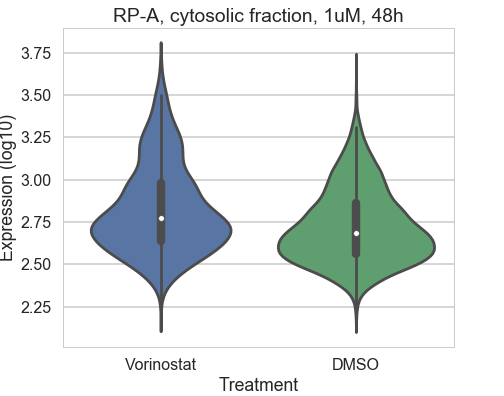 RP-A, cytosolic fraction, 1uM, 48h
Expression (log10)
3.75
3.50
3.25
3.00
2.75
2.50
2.25
Vorinostat DMSO
Treatment